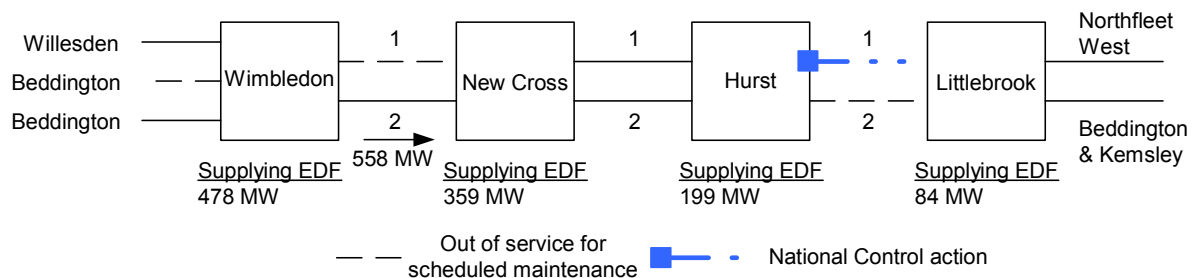 Willesden
Beddington
Beddington
Wimbledon
1
2
558 MW
New Cross
1
2
Hurst
1
2
Littlebrook
Northfleet
West
Beddington
& Kemsley
Supplying EDF
478 MW
Supplying EDF
359 MW
Supplying EDF
199 MW
Supplying EDF
84 MW
Out of service for
scheduled maintenance
National Control action